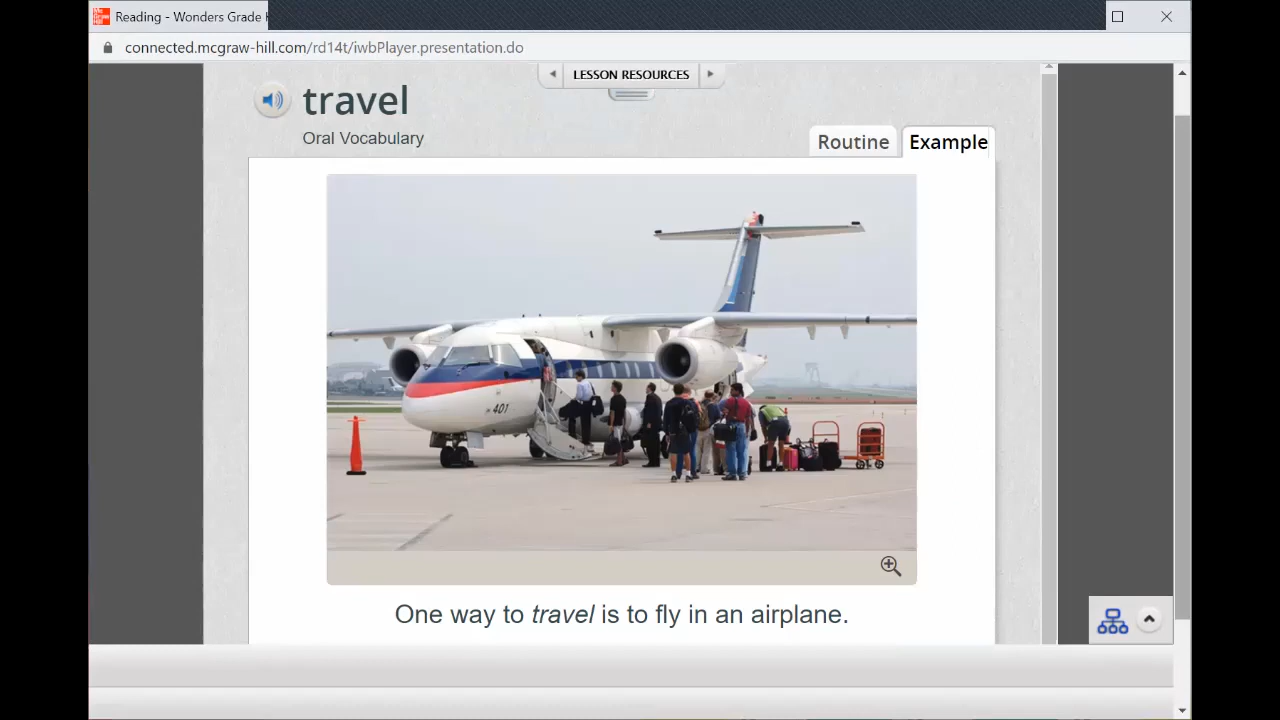 Reading - Wonders Grade
connected.mcgraw-hill.com/rd14t/iwbPlayer.presentation.do
LESSON RESOURCES
travel
Oral Vocabulary
Routine
Example
401
One way to travel is to fly in an airplane.